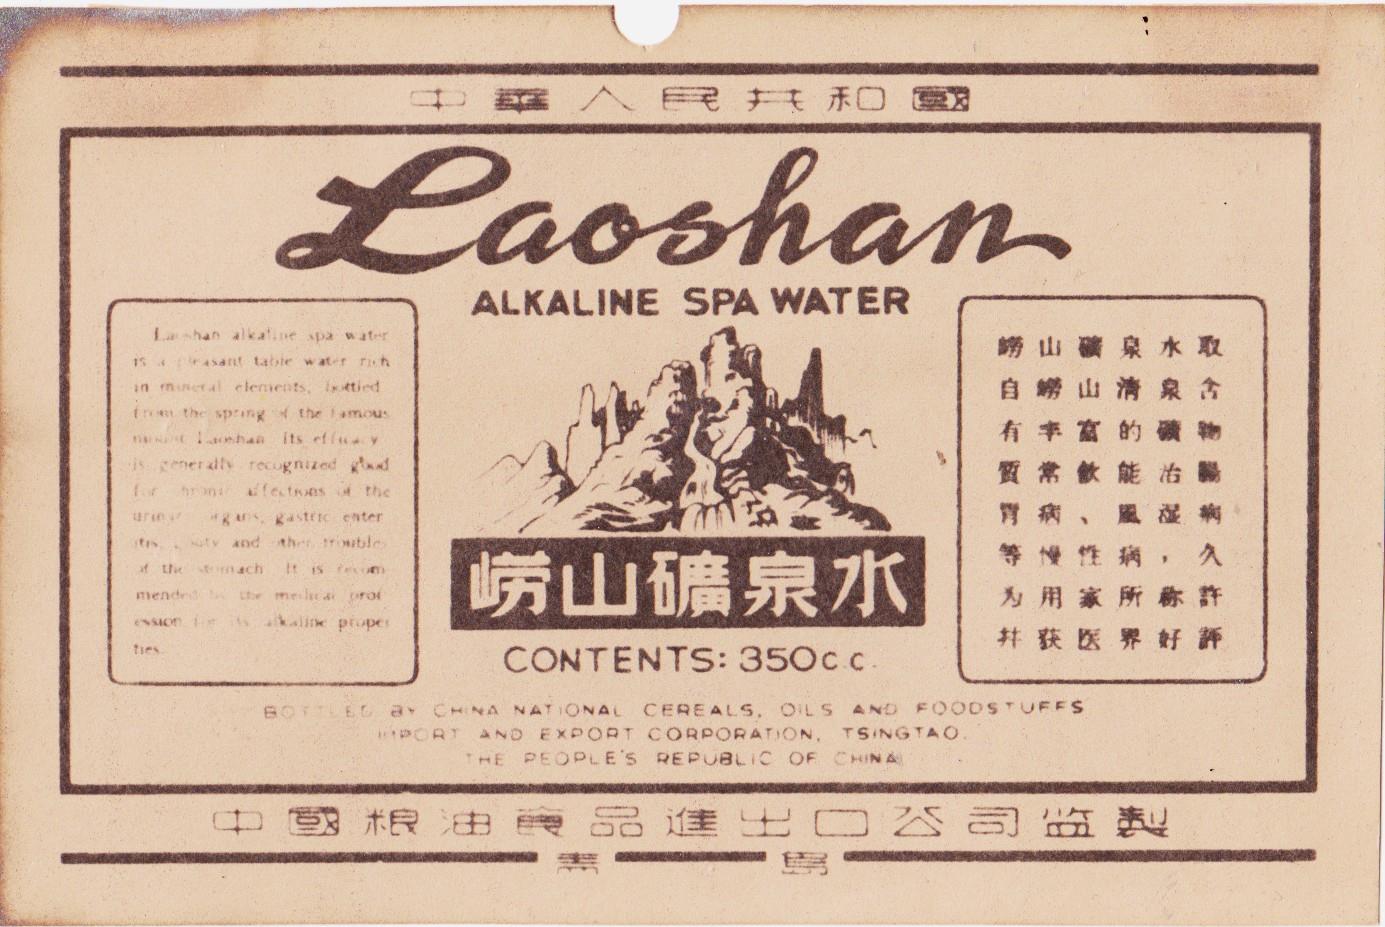 中華人民共和國
Laoshan
ALKALINE SPA WATER
Laoshan alkaline spa water
is a pleasant table water rich
in mineral elements, bottled
from the spring of the famous
mount Laoshan. Its efficacy
is generally recognized good
for chronic affections of the
urinary organs, gastric enter
itis, gouty and other troubles
of the stomach. It is recom
mended by the medical prof
ession for its alkaline proper
ties.
嶗山礦泉水
CONTENTS: 350c.c.
嶗山礦泉水取
自嶗山清泉含
有丰富的礦物
質常飲能治腸
胃病、風湿病
等慢性病，久
为用家所称許
并获医界好評
BOTTLED BY CHINA NATIONAL CEREALS, OILS AND FOODSTUFFS
IMPORT AND EXPORT CORPORATION, TSINGTAO.
THE PEOPLE'S REPUBLIC OF CHINA
中國粮油食品進出口公司监製
青島